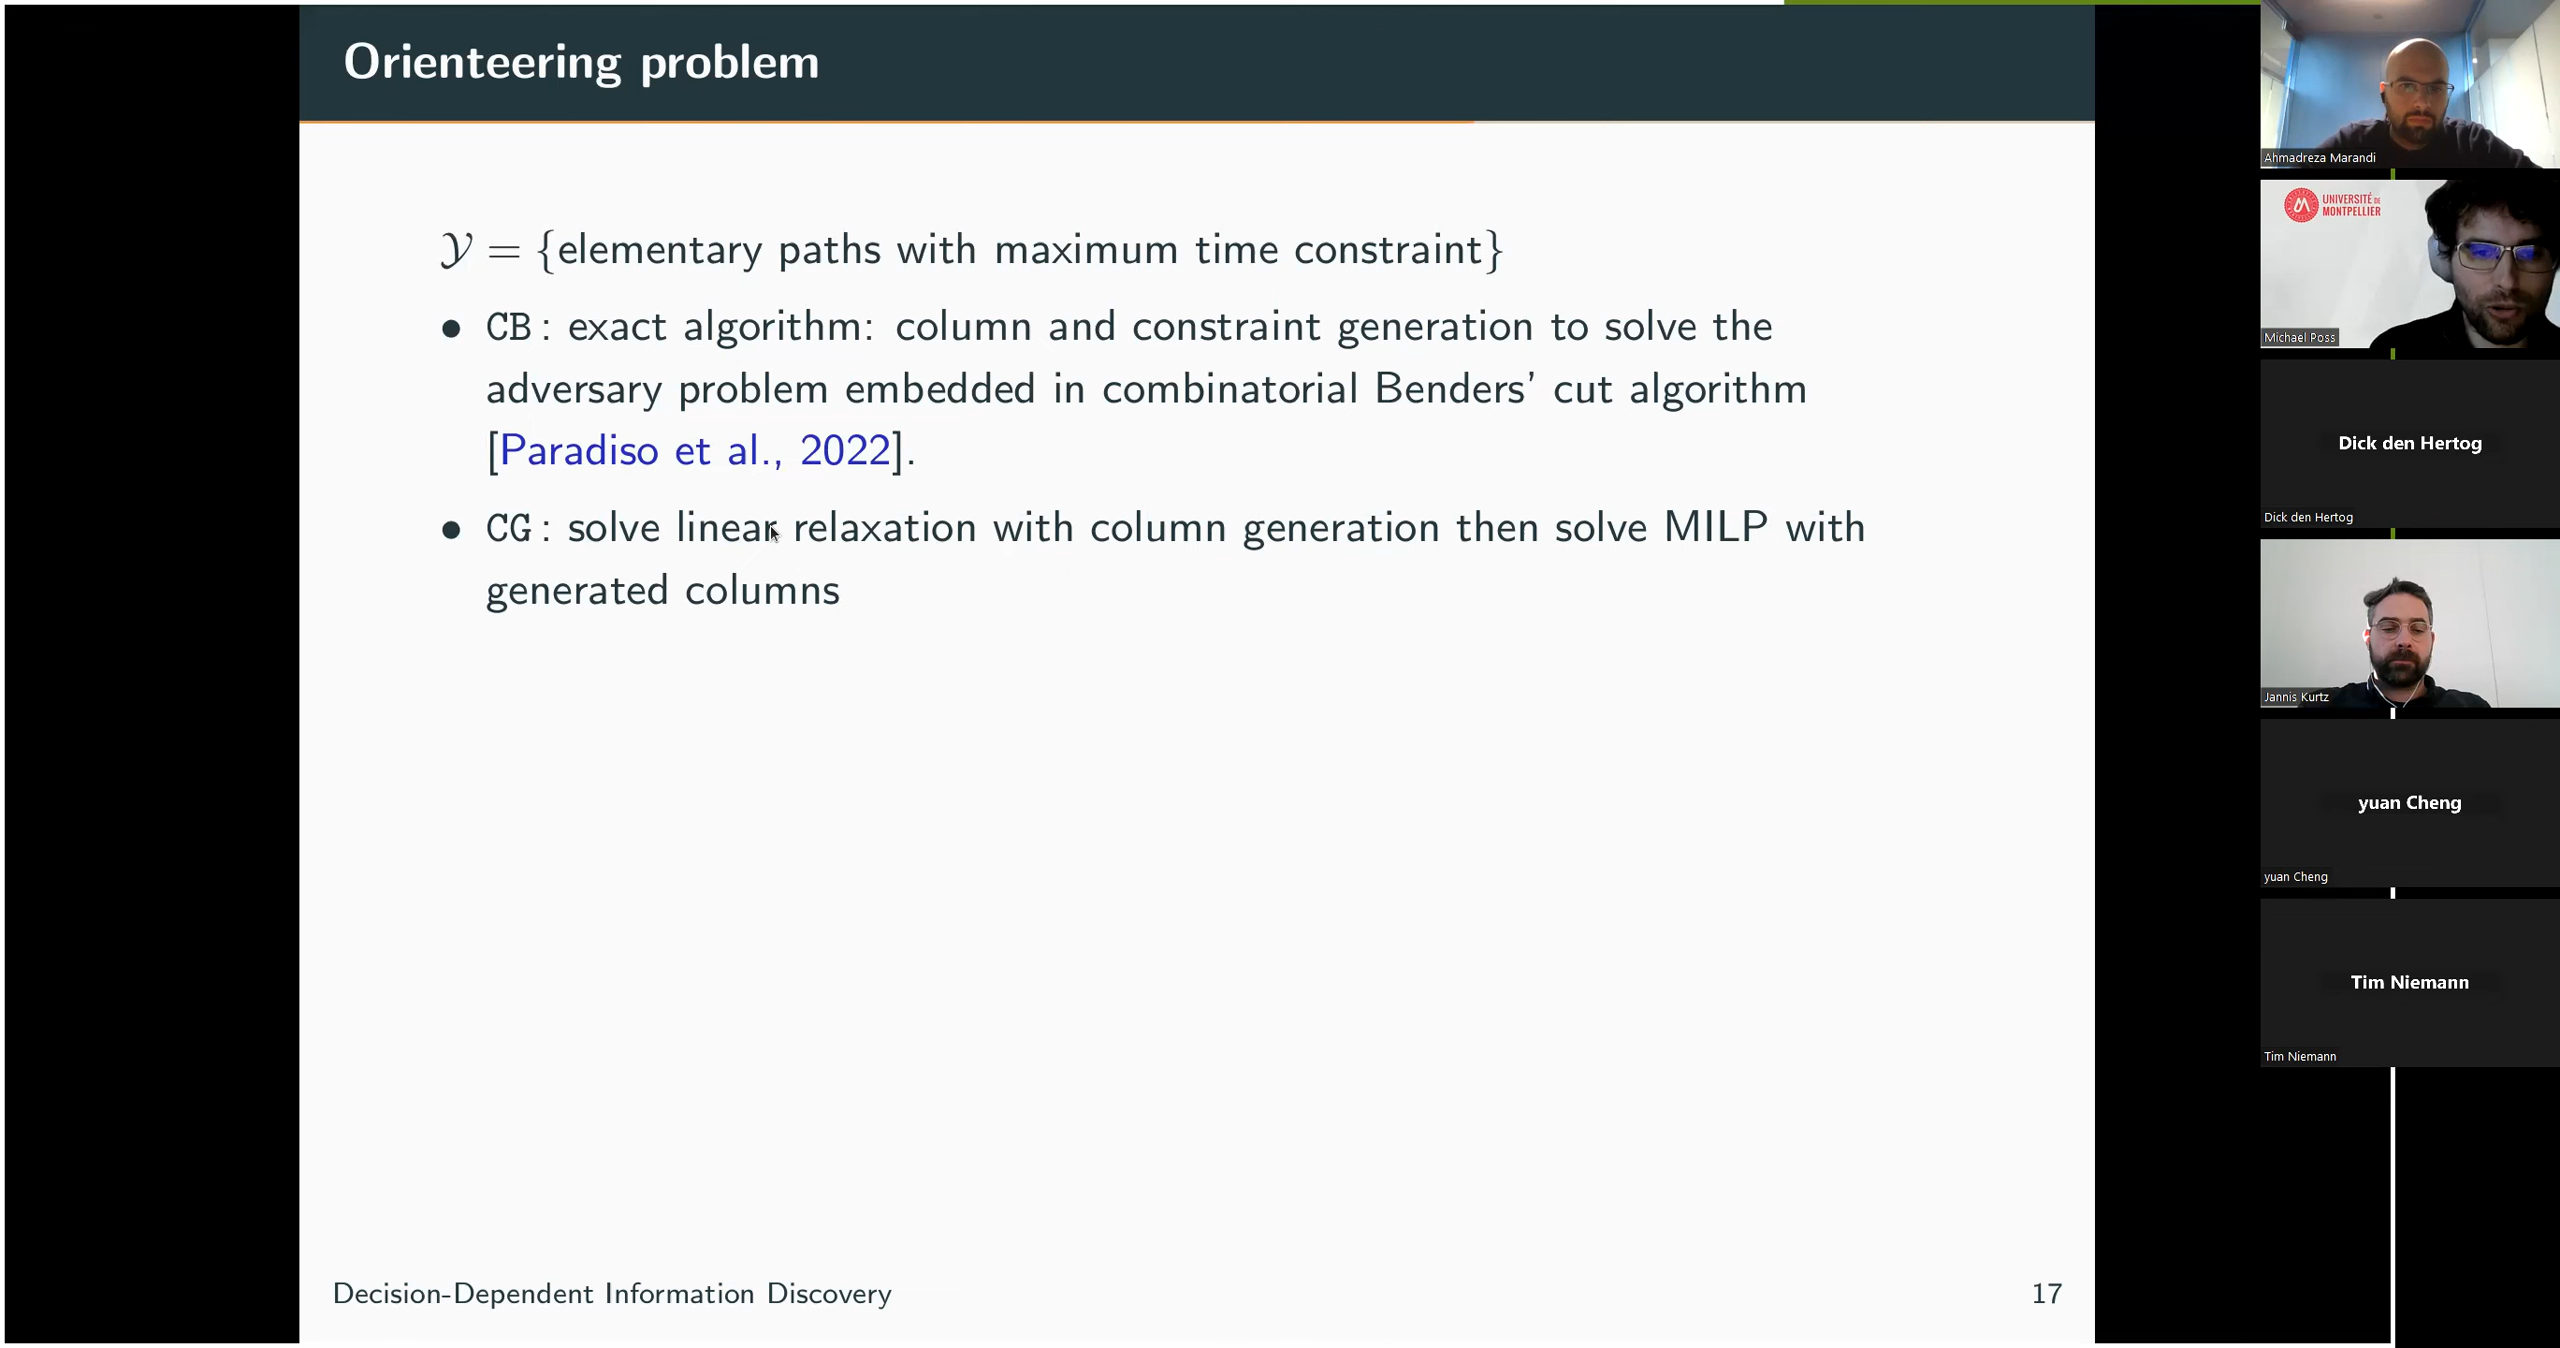 Orienteering problem
𝒴 = {elementary paths with maximum time constraint}
• CB: exact algorithm: column and constraint generation to solve the
adversary problem embedded in combinatorial Benders’ cut algorithm
[Paradiso et al., 2022].
• CG: solve linear relaxation with column generation then solve MILP with
generated columns
Decision-Dependent Information Discovery
17
Ahmadreza Marandi
UNIVERSITÉ DE
MONTPELLIER
Michael Poss
Dick den Hertog
Dick den Hertog
Jannis Kurtz
yuan Cheng
yuan Cheng
Tim Niemann
Tim Niemann